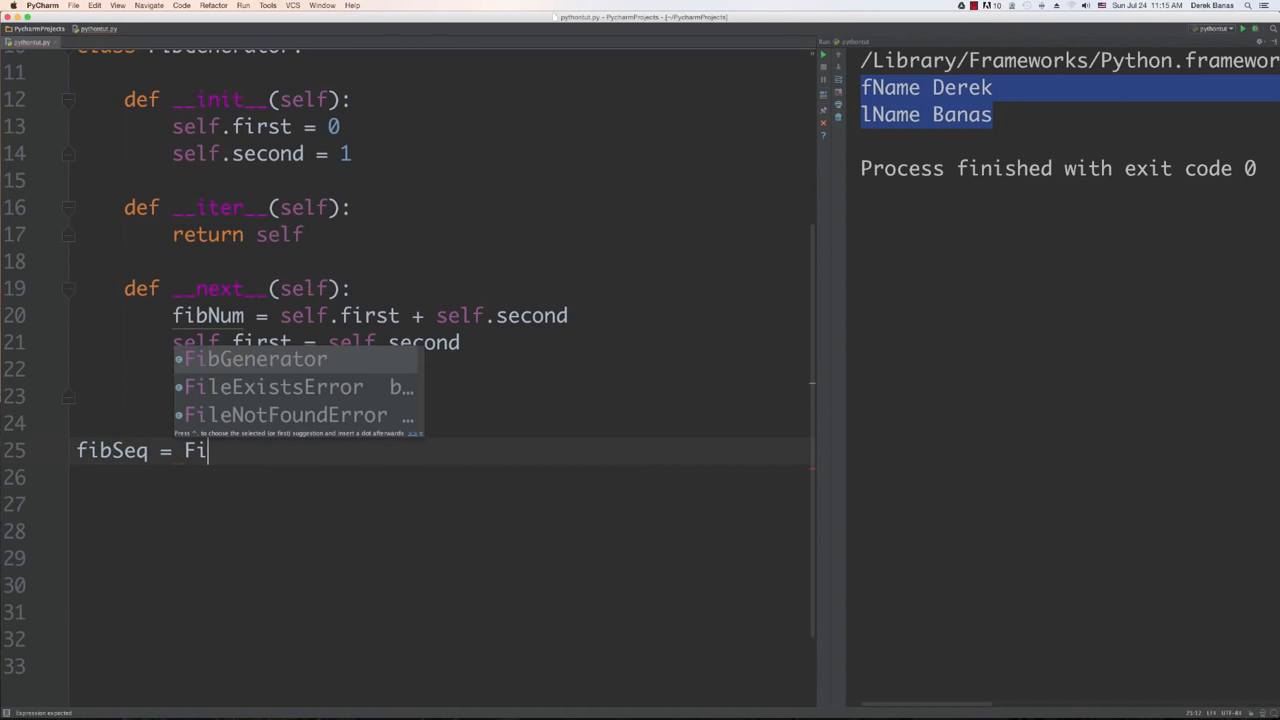 PyCharm File Edit View Navigate Code Refactor Run Tools VCS Window Help 10 Sun Jul 24 11:15 AM Derek Banas
pythontut.py - PycharmProjects - [~/PycharmProjects]
PycharmProjects pythontut.py pythontut
pythontut.py
Run: pythontut
11
12 def __init__(self):
13 self.first = 0
14 self.second = 1
15
16 def __iter__(self):
17 return self
18
19 def __next__(self):
20 fibNum = self.first + self.second
21 self.first = self.second
22
23
24
25 fibSeq = Fi
26
27
28
29
30
31
32
33
FibGenerator
FileExistsError b...
FileNotFoundError ...
Press ^. to choose the selected (or first) suggestion and insert a dot afterwards >>
/Library/Frameworks/Python.framewor
fName Derek
lName Banas
Process finished with exit code 0
Expression expected
25:12 LF÷ UTF-8÷